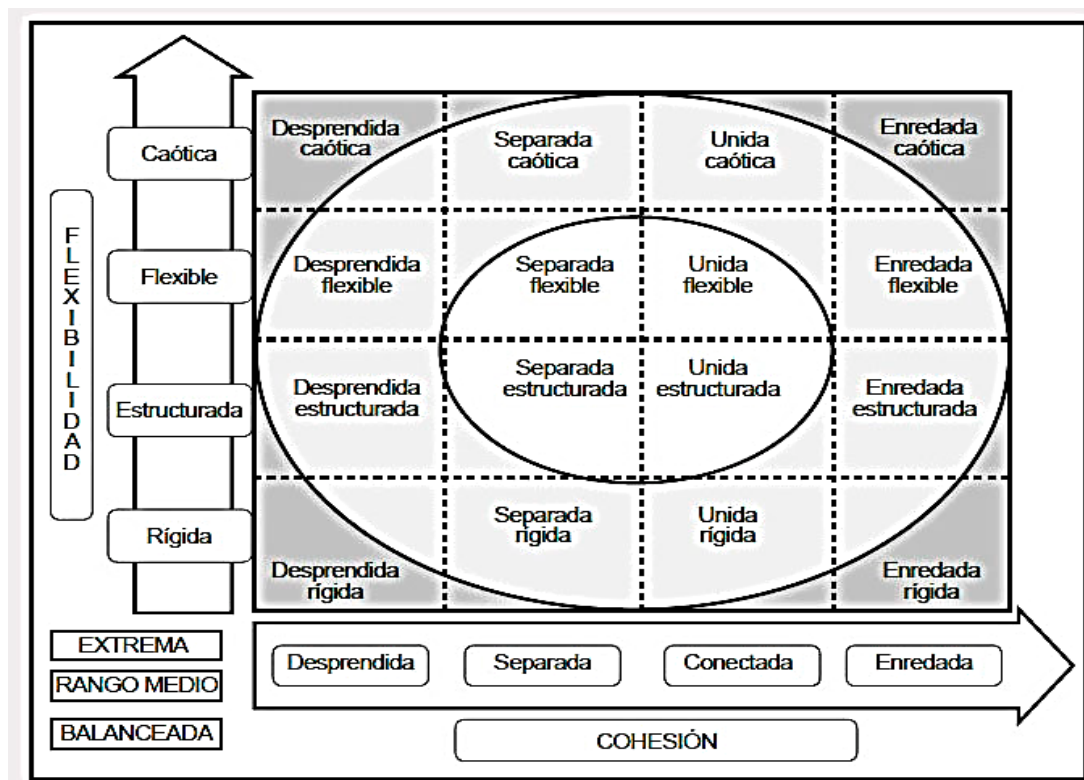 FLEXIBILIDAD
Caótica
Flexible
Estructurada
Rígida
Desprendida
caótica
Separada
caótica
Unida
caótica
Enredada
caótica
Desprendida
flexible
Separada
flexible
Unida
flexible
Enredada
flexible
Desprendida
estructurada
Separada
estructurada
Unida
estructurada
Enredada
estructurada
Desprendida
rígida
Separada
rígida
Unida
rígida
Enredada
rígida
EXTREMA
RANGO MEDIO
BALANCEADA
Desprendida
Separada
Conectada
Enredada
COHESIÓN